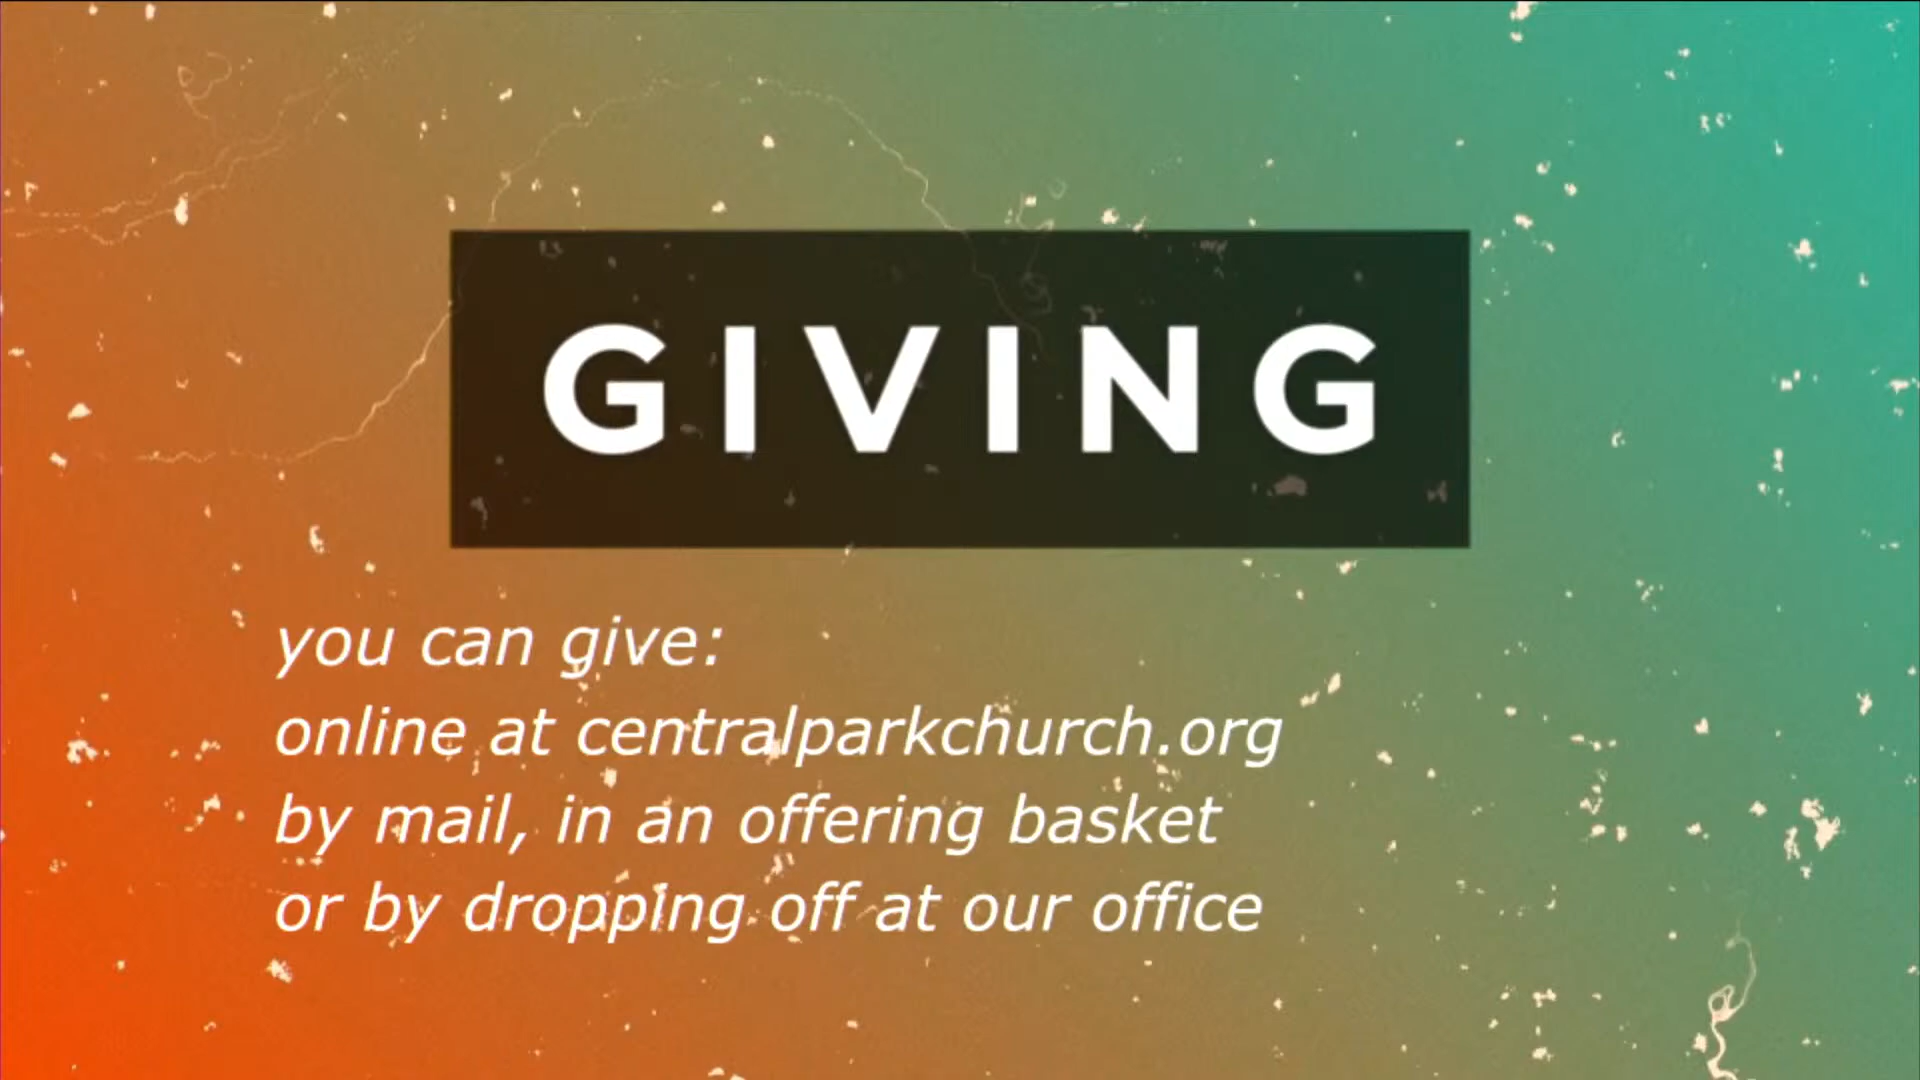 GIVING
you can give:
online at centralparkchurch.org
by mail, in an offering basket
or by dropping off at our office